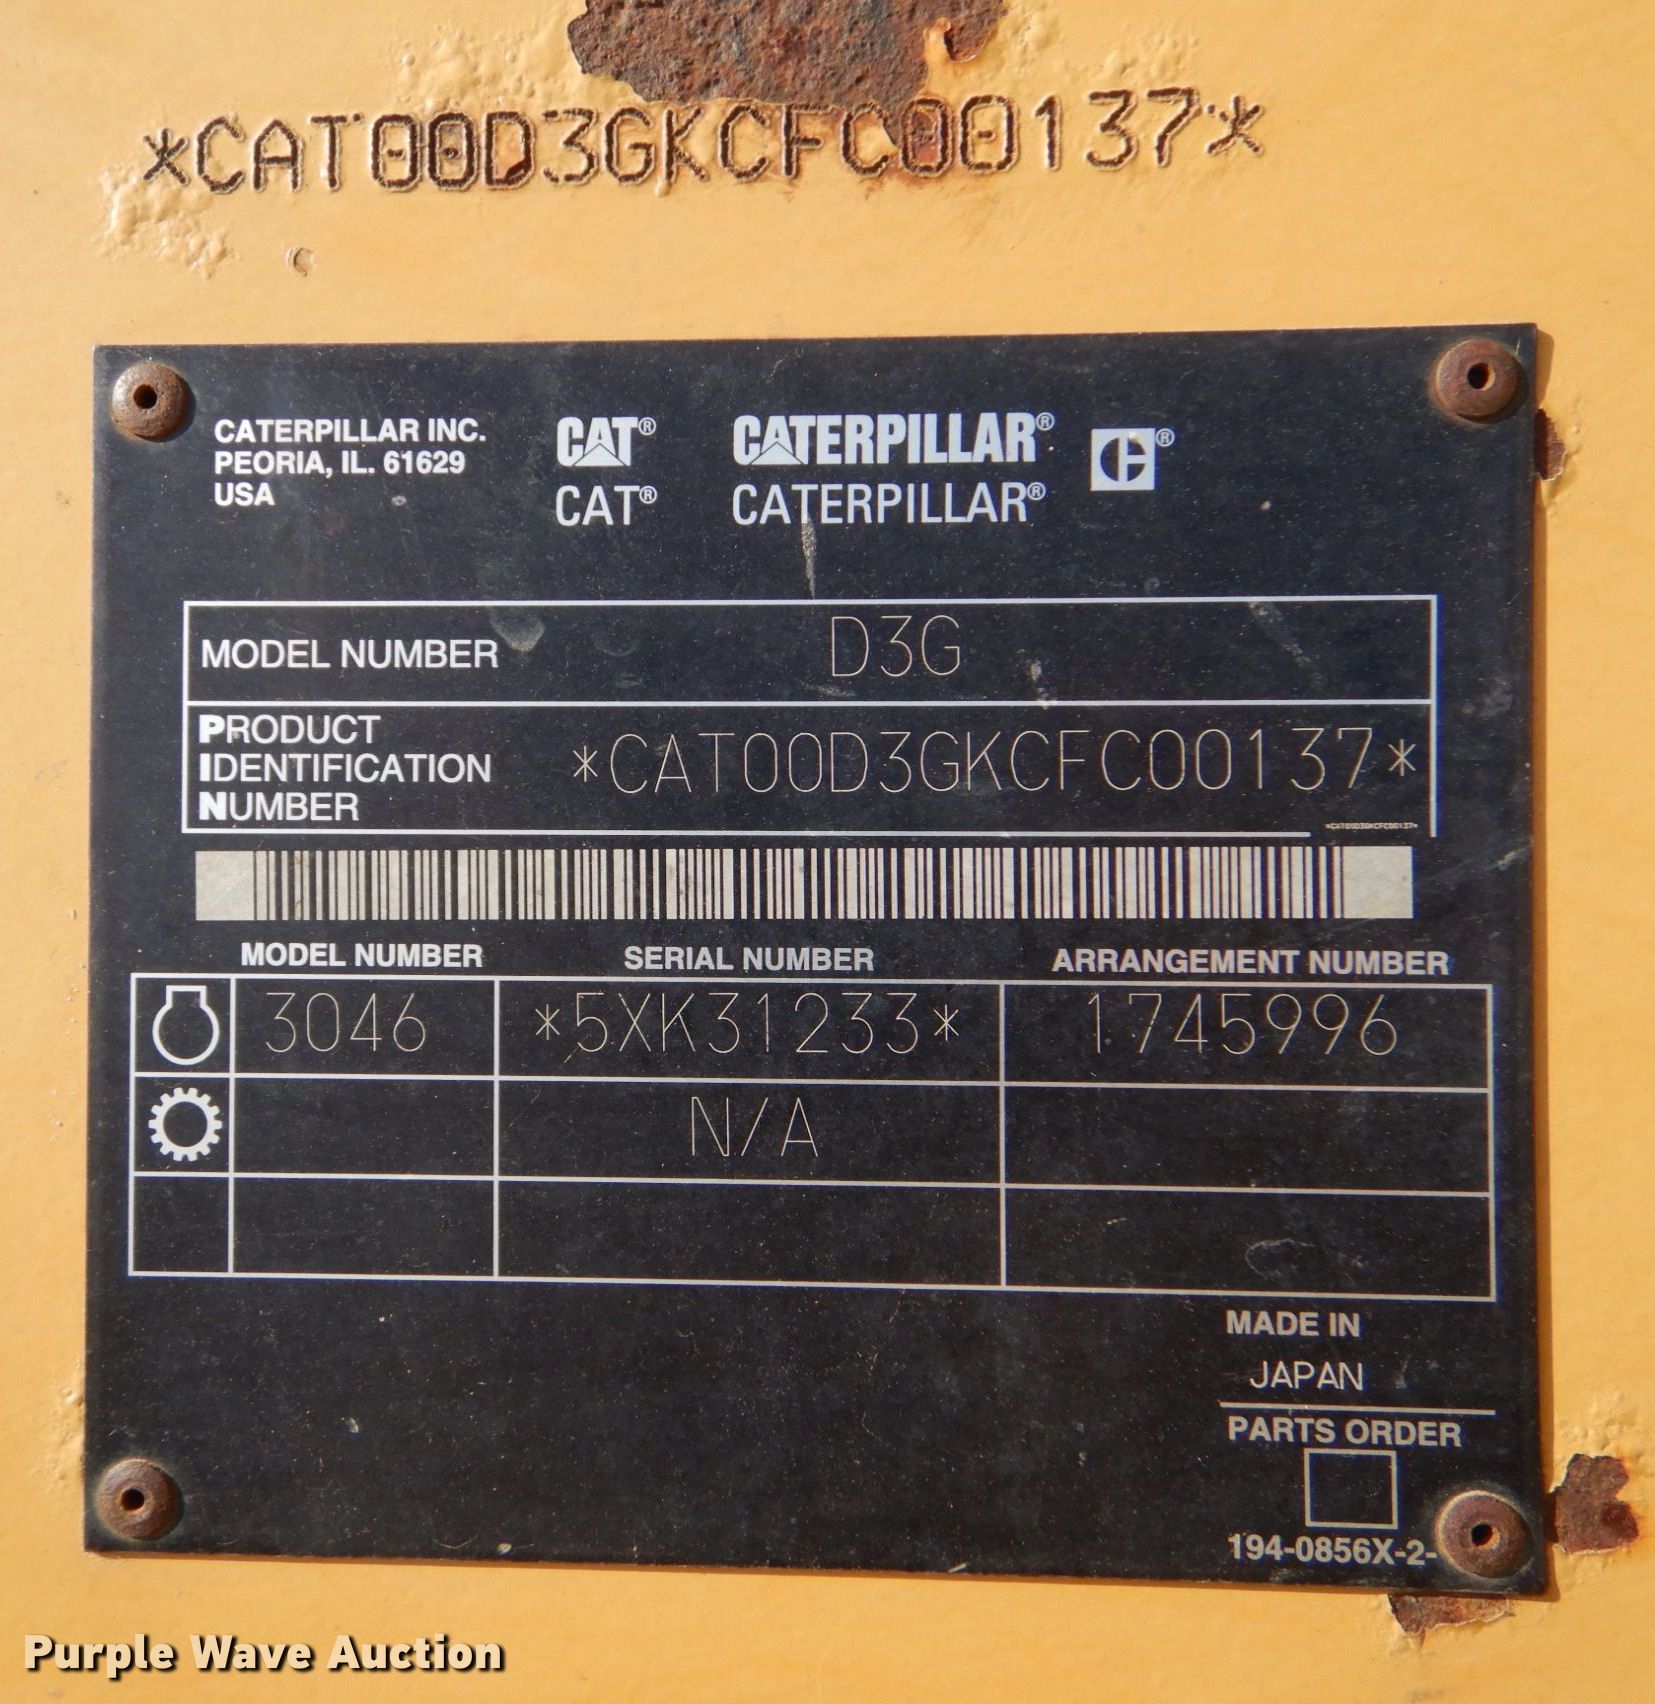 *CAT00D3GKCFC00137*
CATERPILLAR INC.
PEORIA, IL. 61629
USA
CAT® CATERPILLAR® C®
CAT® CATERPILLAR®
MODEL NUMBER D3G
PRODUCT IDENTIFICATION NUMBER *CAT00D3GKCFC00137*
*CAT00D3GKCFC00137*
MODEL NUMBER SERIAL NUMBER ARRANGEMENT NUMBER
3046 *5XK31233* 1745996
N/A
MADE IN
JAPAN
PARTS ORDER
194-0856X-2-
Purple Wave Auction